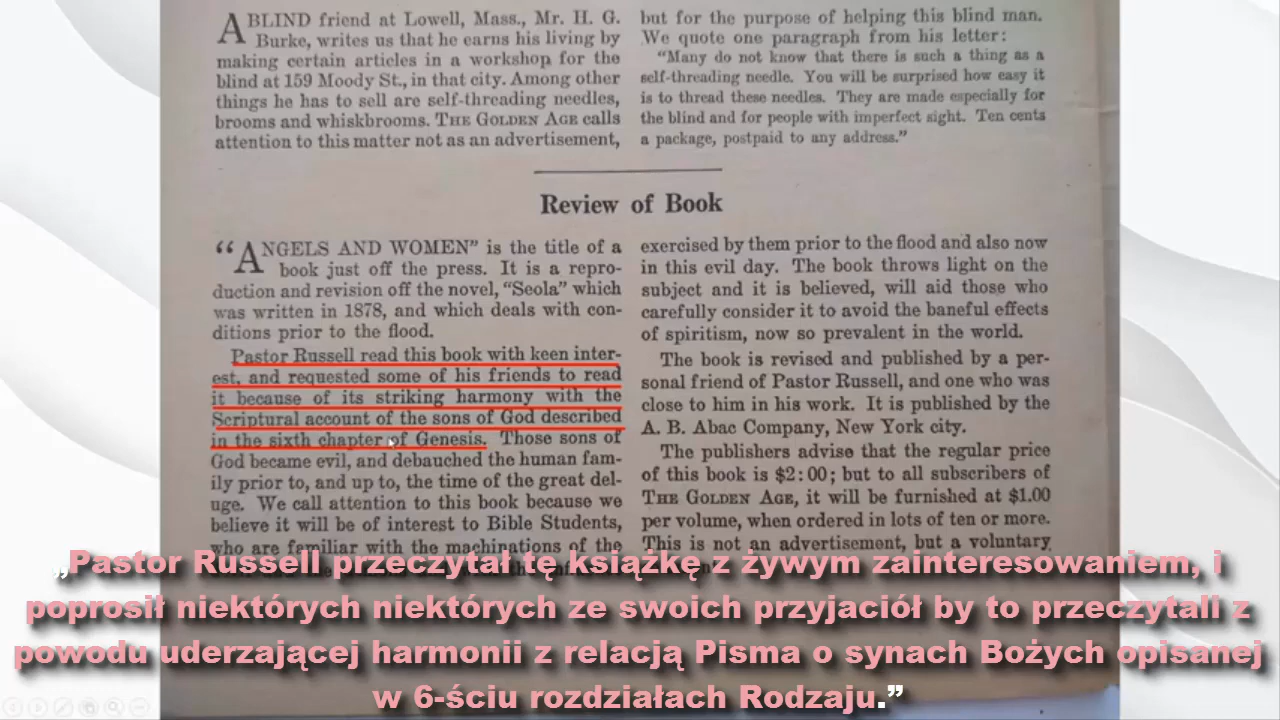 A BLIND friend at Lowell, Mass., Mr. H. G.
Burke, writes us that he earns his living by
making certain articles in a workshop for the
blind at 159 Moody St., in that city. Among other
things he has to sell are self-threading needles,
brooms and whiskbrooms. THE GOLDEN AGE calls
attention to this matter not as an advertisement,
but for the purpose of helping this blind man.
We quote one paragraph from his letter:
“Many do not know that there is such a thing as a
self-threading needle. You will be surprised how easy it
is to thread these needles. They are made especially for
the blind and for people with imperfect sight. Ten cents
a package, postpaid to any address.”
Review of Book
“ANGELS AND WOMEN” is the title of a
book just off the press. It is a repro-
duction and revision off the novel, “Seola” which
was written in 1878, and which deals with con-
ditions prior to the flood.
Pastor Russell read this book with keen inter-
est, and requested some of his friends to read
it because of its striking harmony with the
Scriptural account of the sons of God described
in the sixth chapter of Genesis. Those sons of
God became evil, and debauched the human fam-
ily prior to, and up to, the time of the great del-
uge. We call attention to this book because we
believe it will be of interest to Bible Students,
who are familiar with the machinations of the
exercised by them prior to the flood and also now
in this evil day. The book throws light on the
subject and it is believed, will aid those who
carefully consider it to avoid the baneful effects
of spiritism, now so prevalent in the world.
The book is revised and published by a per-
sonal friend of Pastor Russell, and one who was
close to him in his work. It is published by the
A. B. Abac Company, New York city.
The publishers advise that the regular price
of this book is $2:00; but to all subscribers of
THE GOLDEN AGE, it will be furnished at $1.00
per volume, when ordered in lots of ten or more.
This is not an advertisement, but a voluntary
„Pastor Russell przeczytał tę książkę z żywym zainteresowaniem, i
poprosił niektórych niektórych ze swoich przyjaciół by to przeczytali z
powodu uderzającej harmonii z relacją Pisma o synach Bożych opisanej
w 6-ściu rozdziałach Rodzaju.”